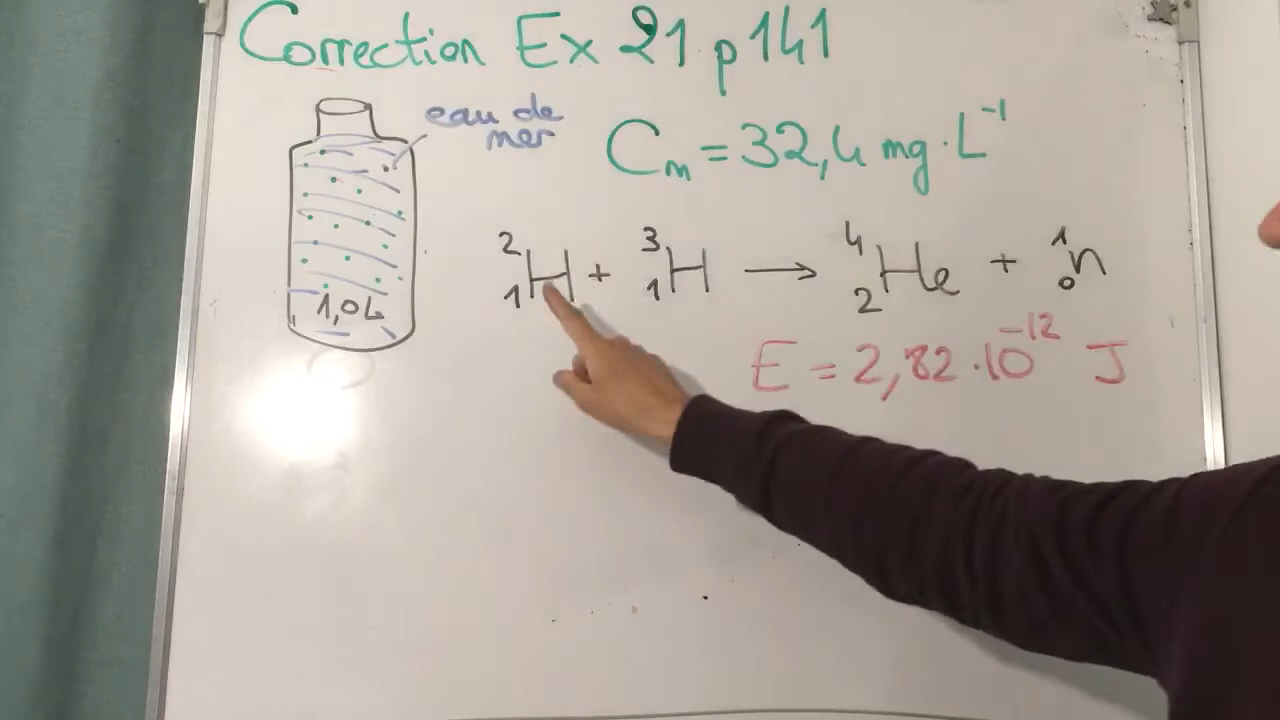 Correction Ex 21 p141
eau de
mer
Cm = 32,4 mg·L⁻¹
²₁H + ³₁H → ⁴₂He + ¹₀n
1,0L
E = 2,82·10⁻¹² J